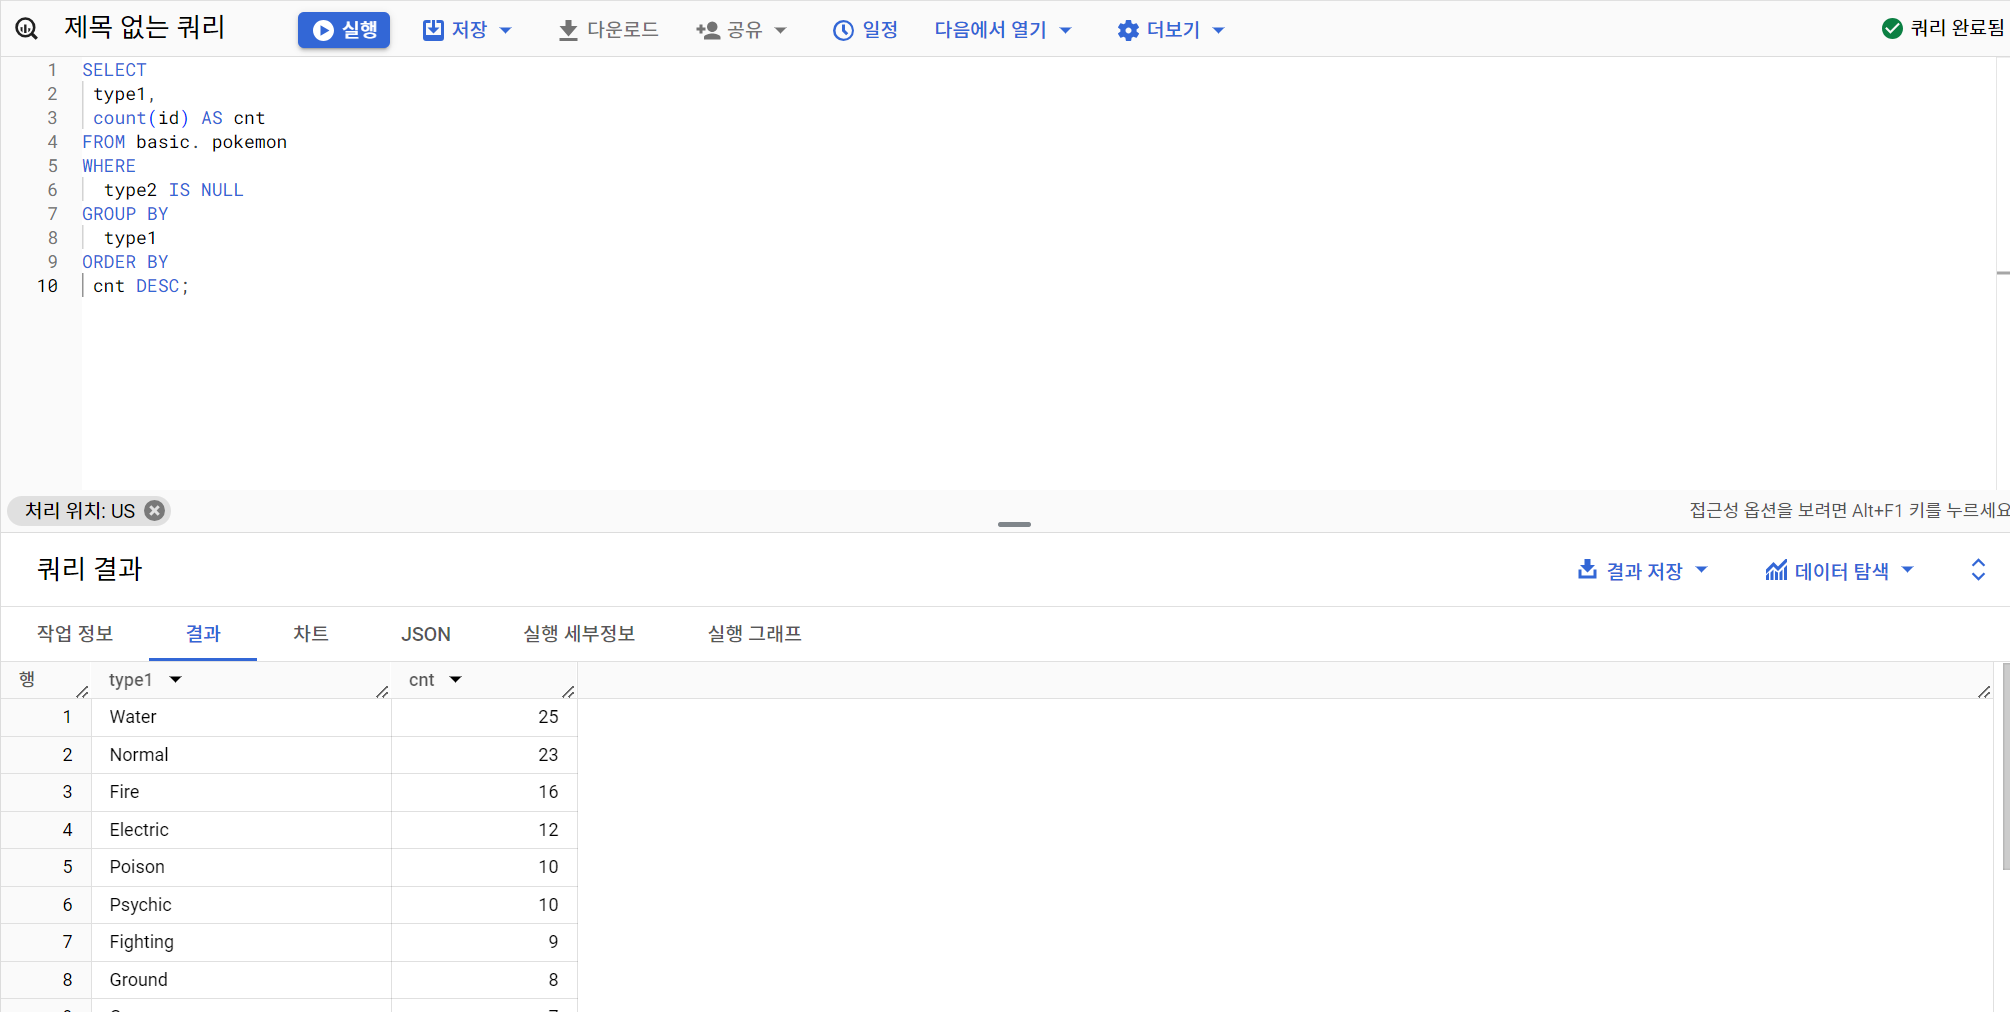 제목 없는 쿼리 실행 저장 다운로드 공유 일정 다음에서 열기 더보기 쿼리 완료됨
1 SELECT
2 type1,
3 count(id) AS cnt
4 FROM basic. pokemon
5 WHERE
6 type2 IS NULL
7 GROUP BY
8 type1
9 ORDER BY
10 cnt DESC;
처리 위치: US 접근성 옵션을 보려면 Alt+F1 키를 누르세요
쿼리 결과 결과 저장 데이터 탐색
작업 정보 결과 차트 JSON 실행 세부정보 실행 그래프
행 type1 cnt
1 Water 25
2 Normal 23
3 Fire 16
4 Electric 12
5 Poison 10
6 Psychic 10
7 Fighting 9
8 Ground 8